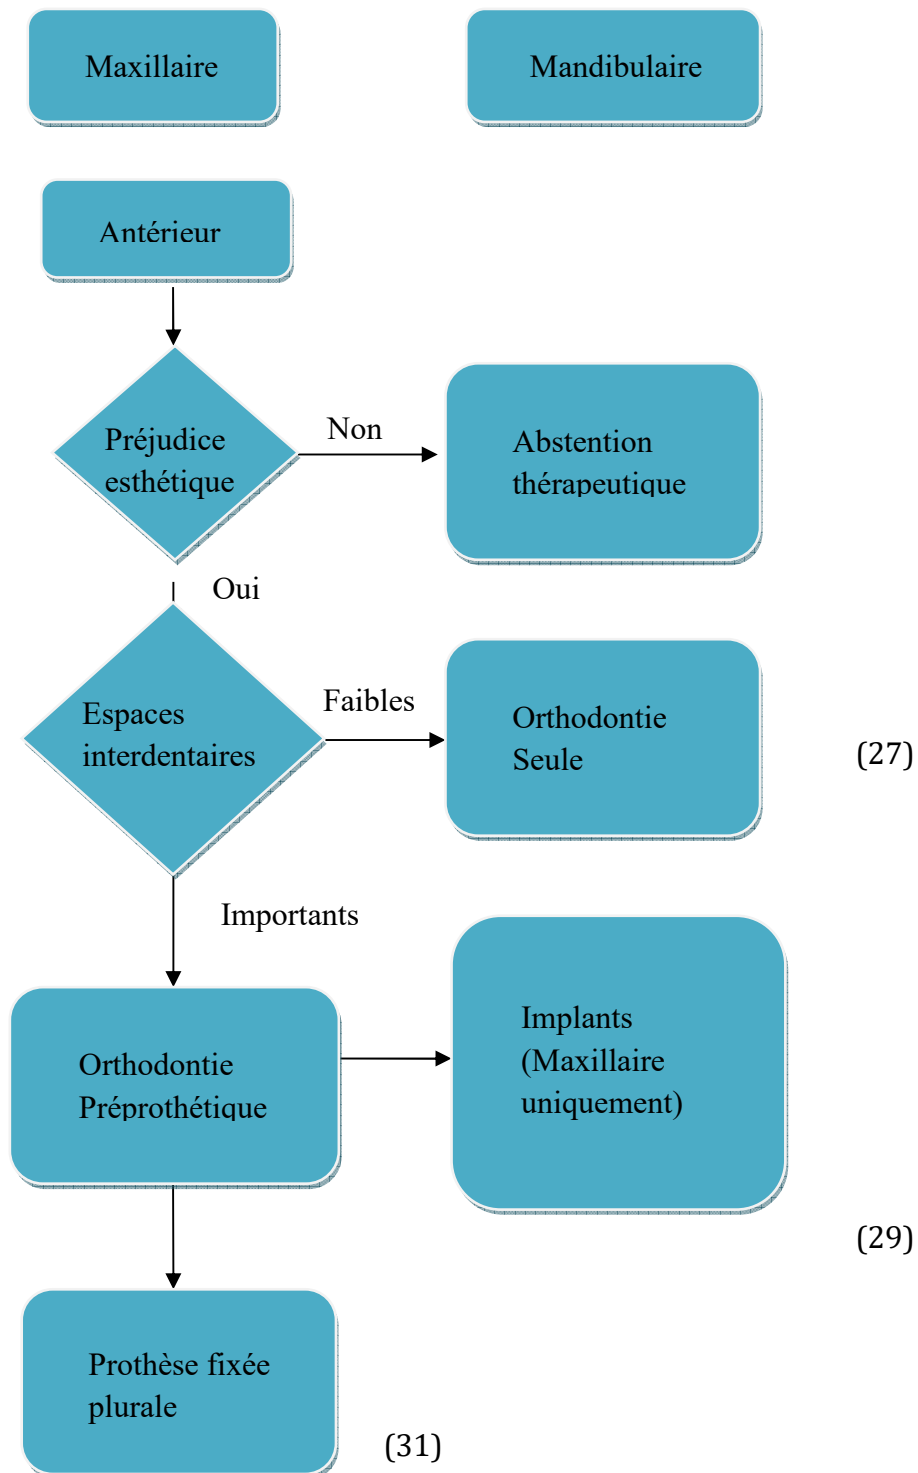 Maxillaire
Mandibulaire
Antérieur
Préjudice
esthétique
Non
Abstention
thérapeutique
Oui
Espaces
interdentaires
Faibles
Orthodontie
Seule
(27)
Importants
Orthodontie
Préprothétique
Implants
(Maxillaire
uniquement)
(29)
Prothèse fixée
plurale
(31)